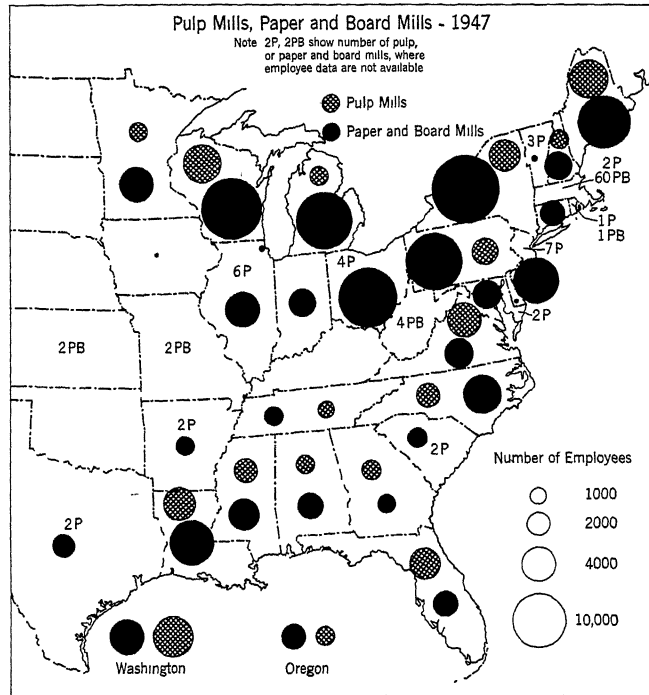 Pulp Mills, Paper and Board Mills - 1947
Note 2P, 2PB show number of pulp,
or paper and board mills, where
employee data are not available
Pulp Mills
Paper and Board Mills
3P
2P
60PB
1P
1PB
7P
6P
4P
2P
4PB
2PB
2PB
2P
2P
2P
Number of Employees
1000
2000
4000
10,000
Washington
Oregon